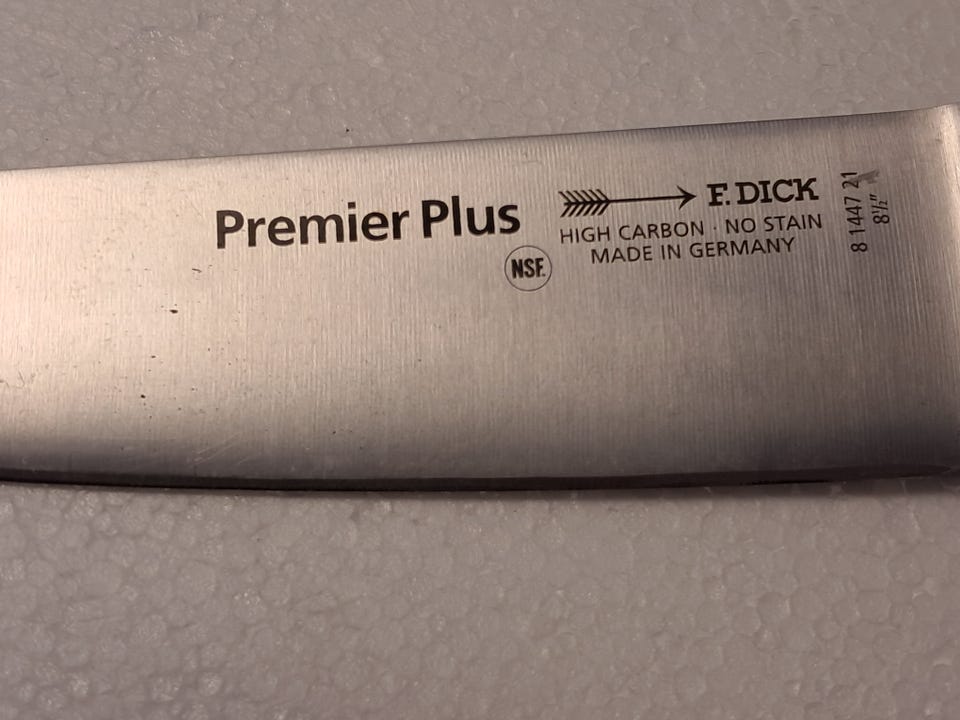 Premier Plus
F. DICK
HIGH CARBON · NO STAIN
MADE IN GERMANY
NSF.
8 1447 21
8½"